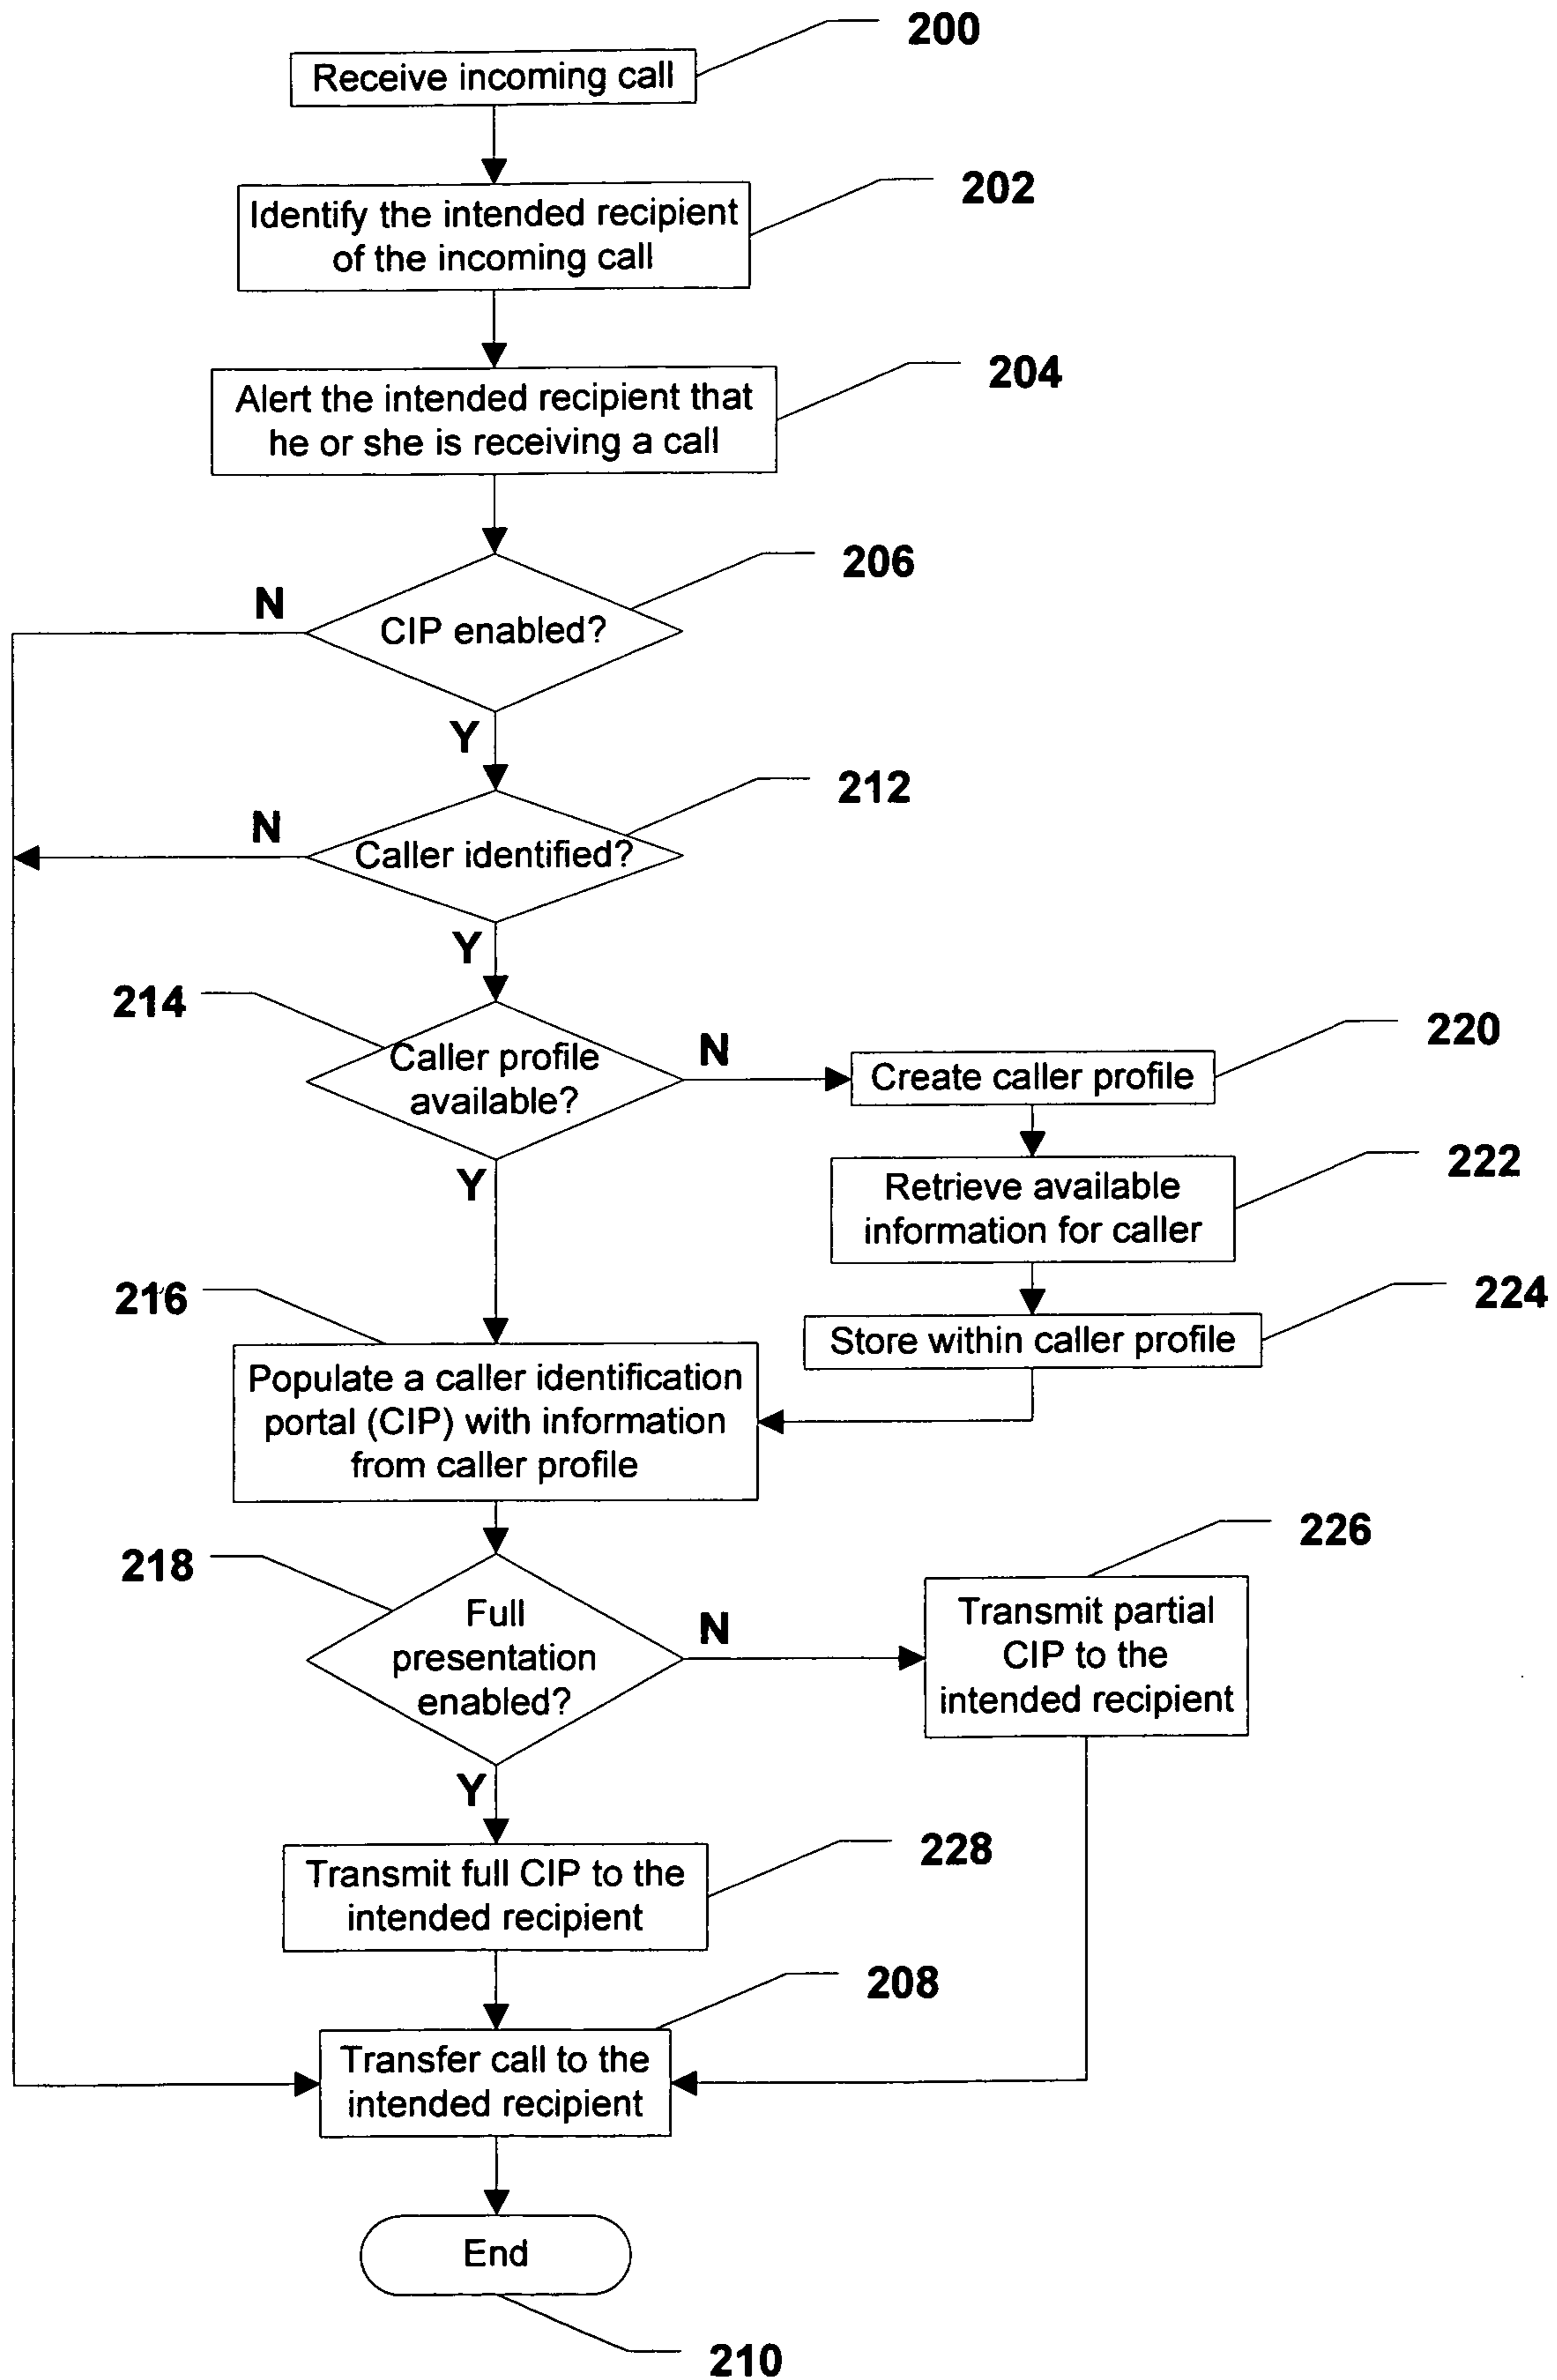 200
Receive incoming call
202
Identify the intended recipient
of the incoming call
204
Alert the intended recipient that
he or she is receiving a call
206
N
CIP enabled?
Y
212
N
Caller identified?
Y
214
Caller profile
available?
N
220
Create caller profile
222
Retrieve available
information for caller
Y
224
Store within caller profile
216
Populate a caller identification
portal (CIP) with information
from caller profile
218
Full
presentation
enabled?
N
226
Transmit partial
CIP to the
intended recipient
Y
228
Transmit full CIP to the
intended recipient
208
Transfer call to the
intended recipient
End
210